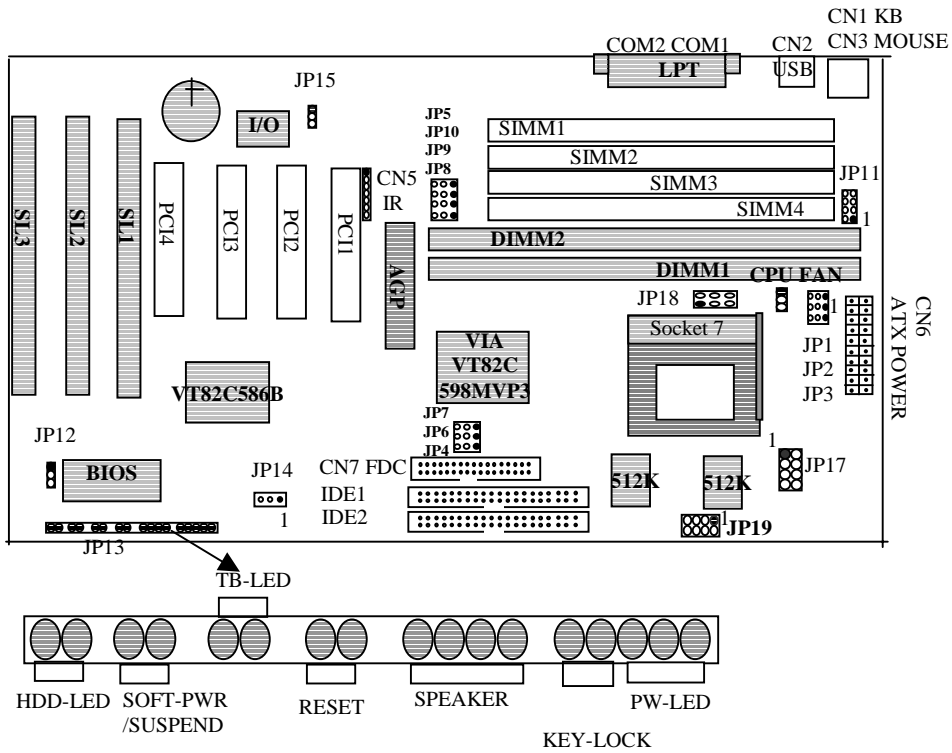 CN1 KB
CN3 MOUSE
COM2 COM1
CN2
LPT
USB
JP15
I/O
JP5
JP10
JP9
JP8
SIMM1
SIMM2
SIMM3
SIMM4
JP11
1
CN5
IR
SL3
SL2
SL1
PCI4
PCI3
PCI2
PCI1
AGP
DIMM2
DIMM1
CPU FAN
JP18
1
CN6
ATX POWER
Socket 7
JP1
JP2
JP3
VIA
VT82C
598MVP3
VT82C586B
JP7
JP6
JP4
JP12
BIOS
JP14
1
CN7 FDC
IDE1
IDE2
512K
512K
1
JP17
1
JP19
JP13
TB-LED
HDD-LED
SOFT-PWR
/SUSPEND
RESET
SPEAKER
KEY-LOCK
PW-LED